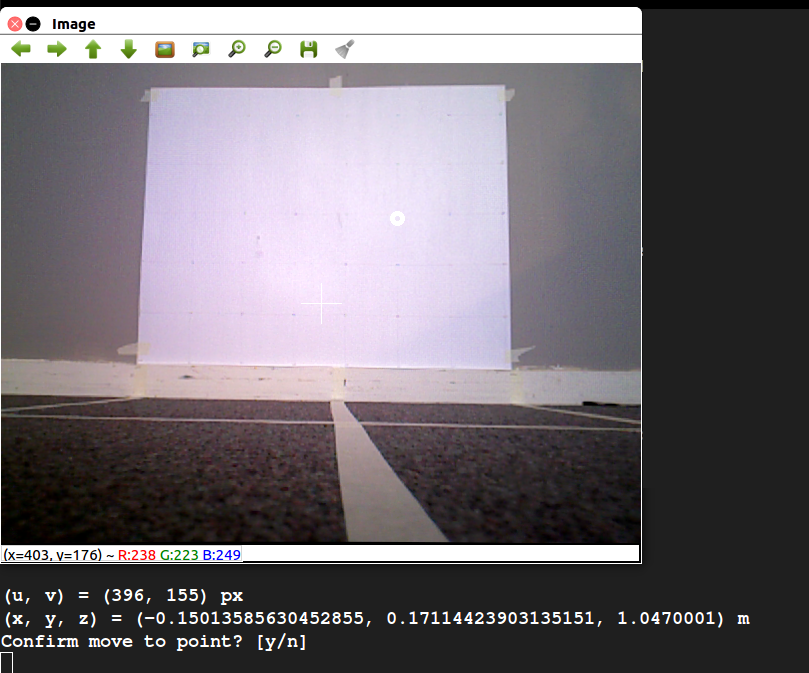 Image
(x=403, y=176) ~ R:238 G:223 B:249
(u, v) = (396, 155) px
(x, y, z) = (-0.15013585630452855, 0.17114423903135151, 1.0470001) m
Confirm move to point? [y/n]